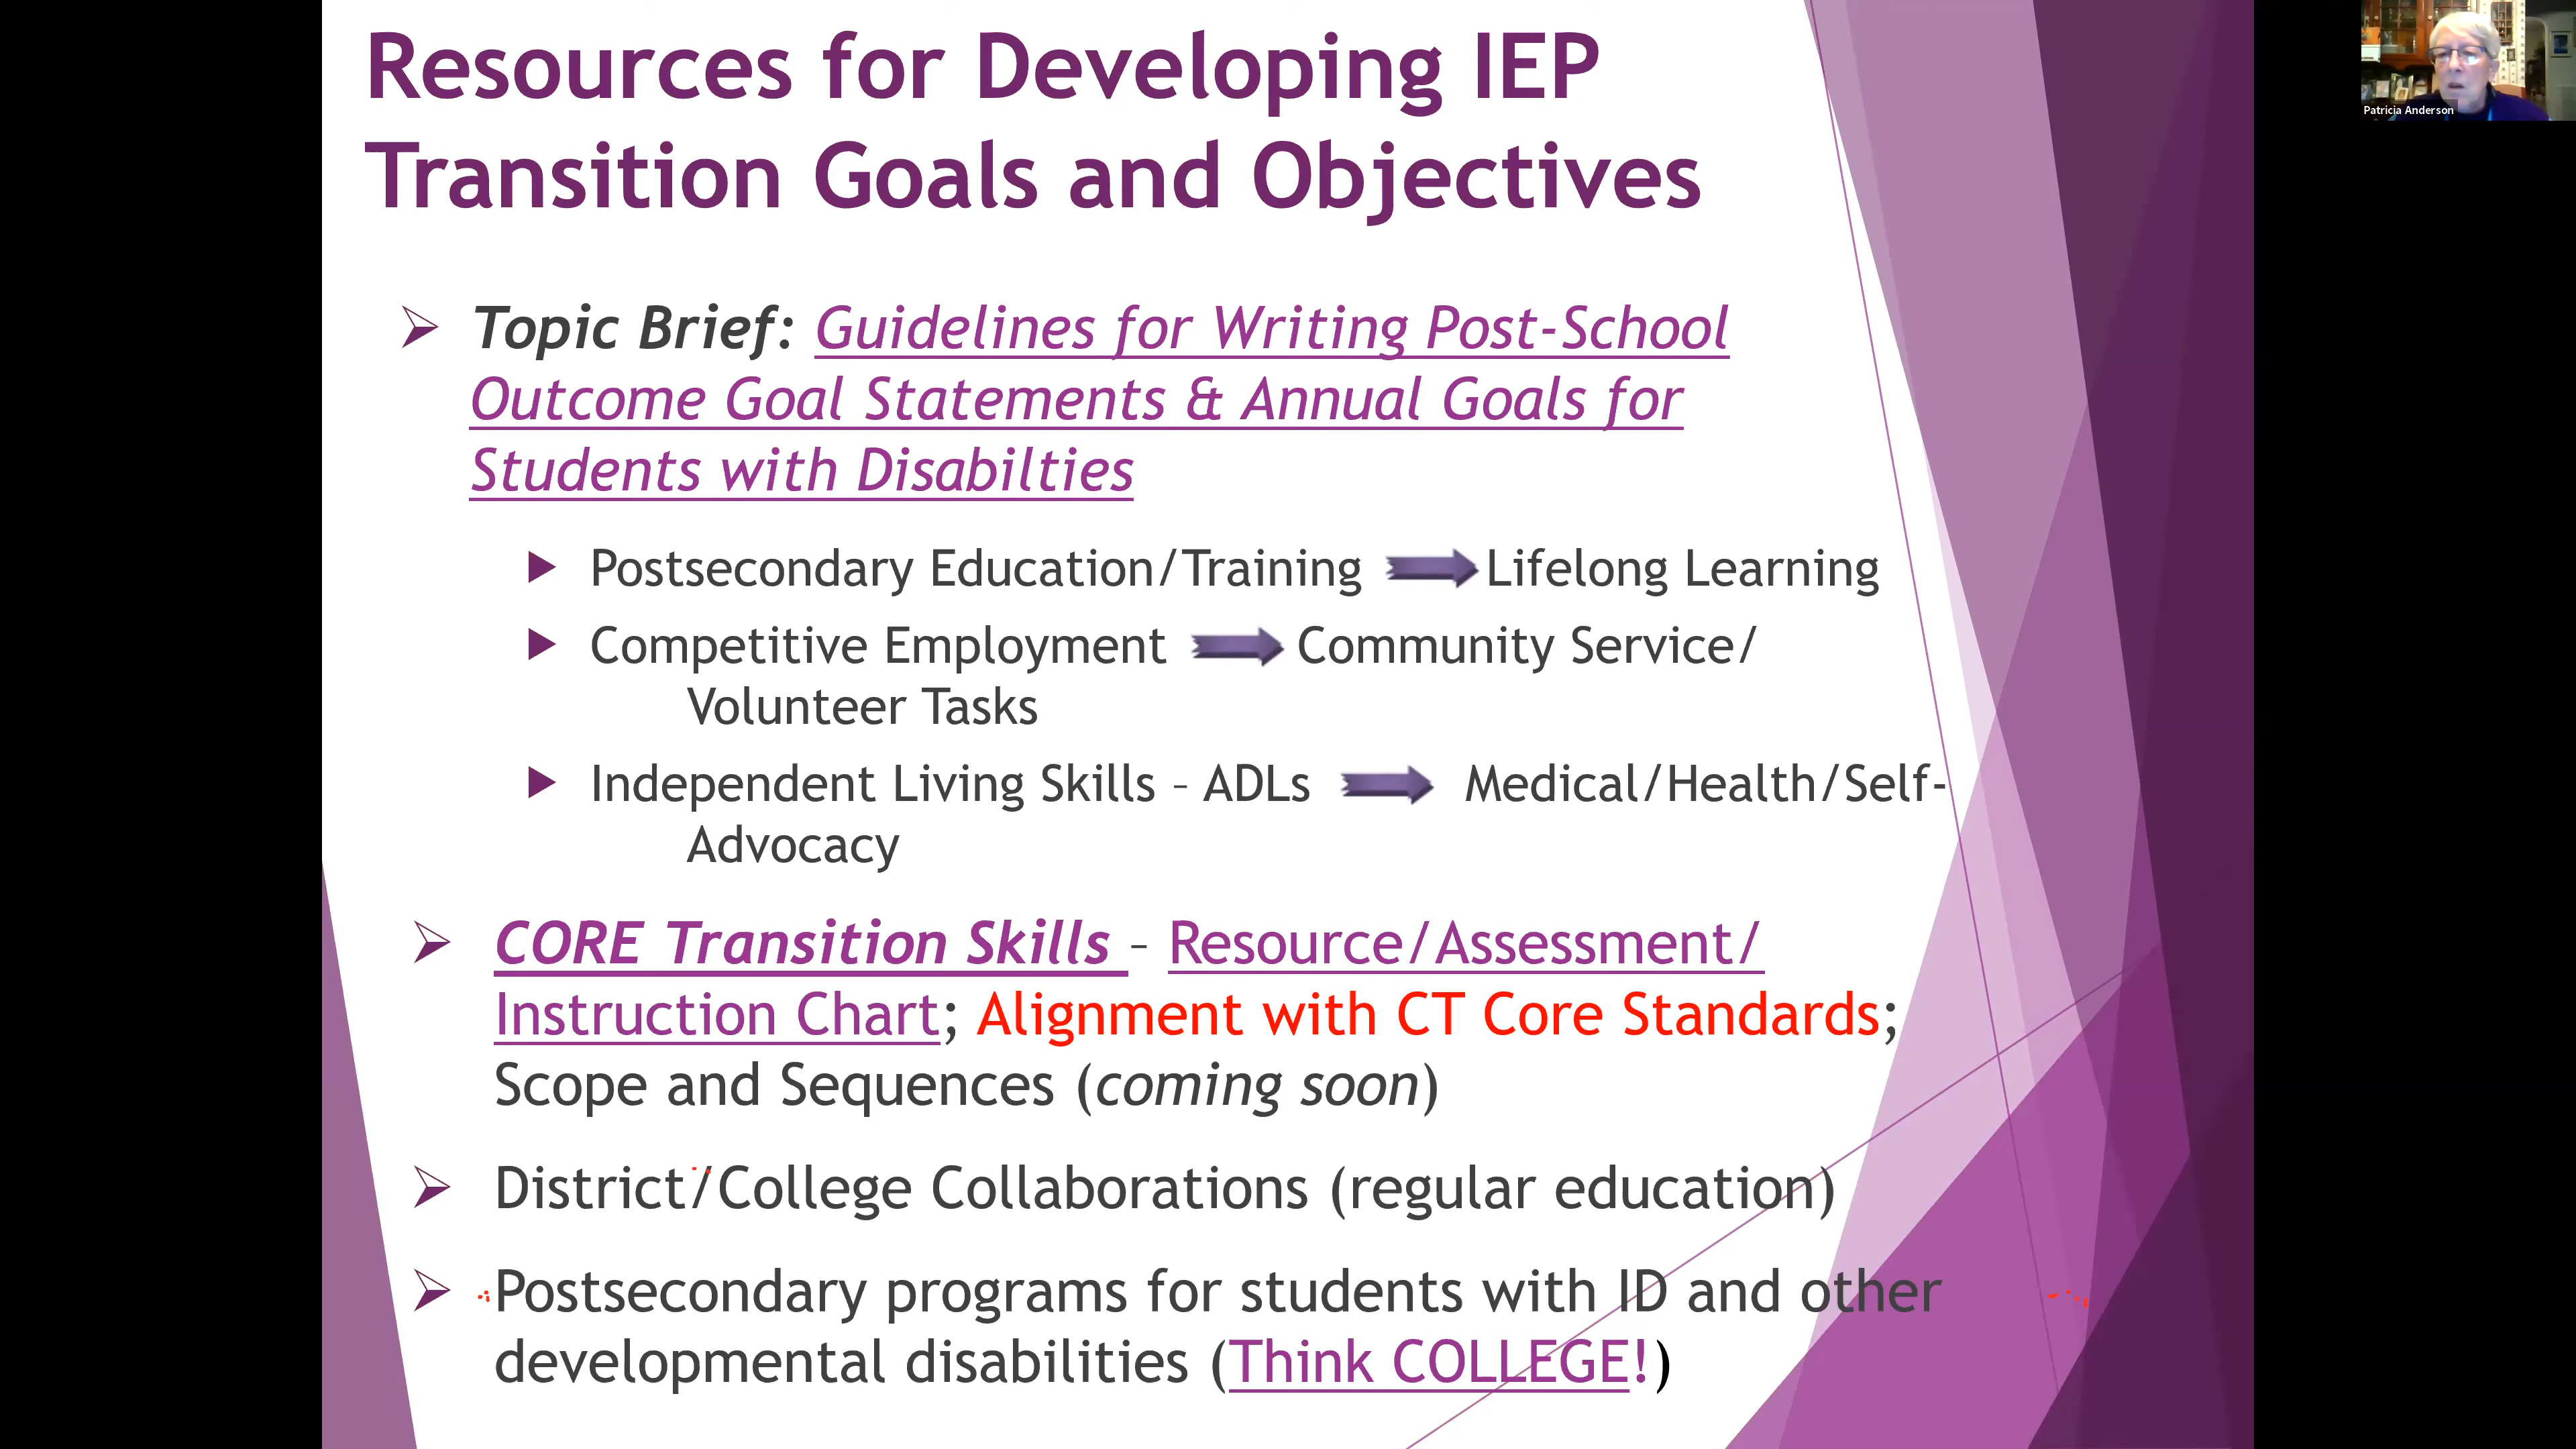 Resources for Developing IEP
Transition Goals and Objectives
Patricia Anderson
Topic Brief: Guidelines for Writing Post-School
Outcome Goal Statements & Annual Goals for
Students with Disabilties
Postsecondary Education/Training Lifelong Learning
Competitive Employment Community Service/
Volunteer Tasks
Independent Living Skills – ADLs Medical/Health/Self-
Advocacy
CORE Transition Skills – Resource/Assessment/
Instruction Chart; Alignment with CT Core Standards;
Scope and Sequences (coming soon)
District/College Collaborations (regular education)
Postsecondary programs for students with ID and other
developmental disabilities (Think COLLEGE!)